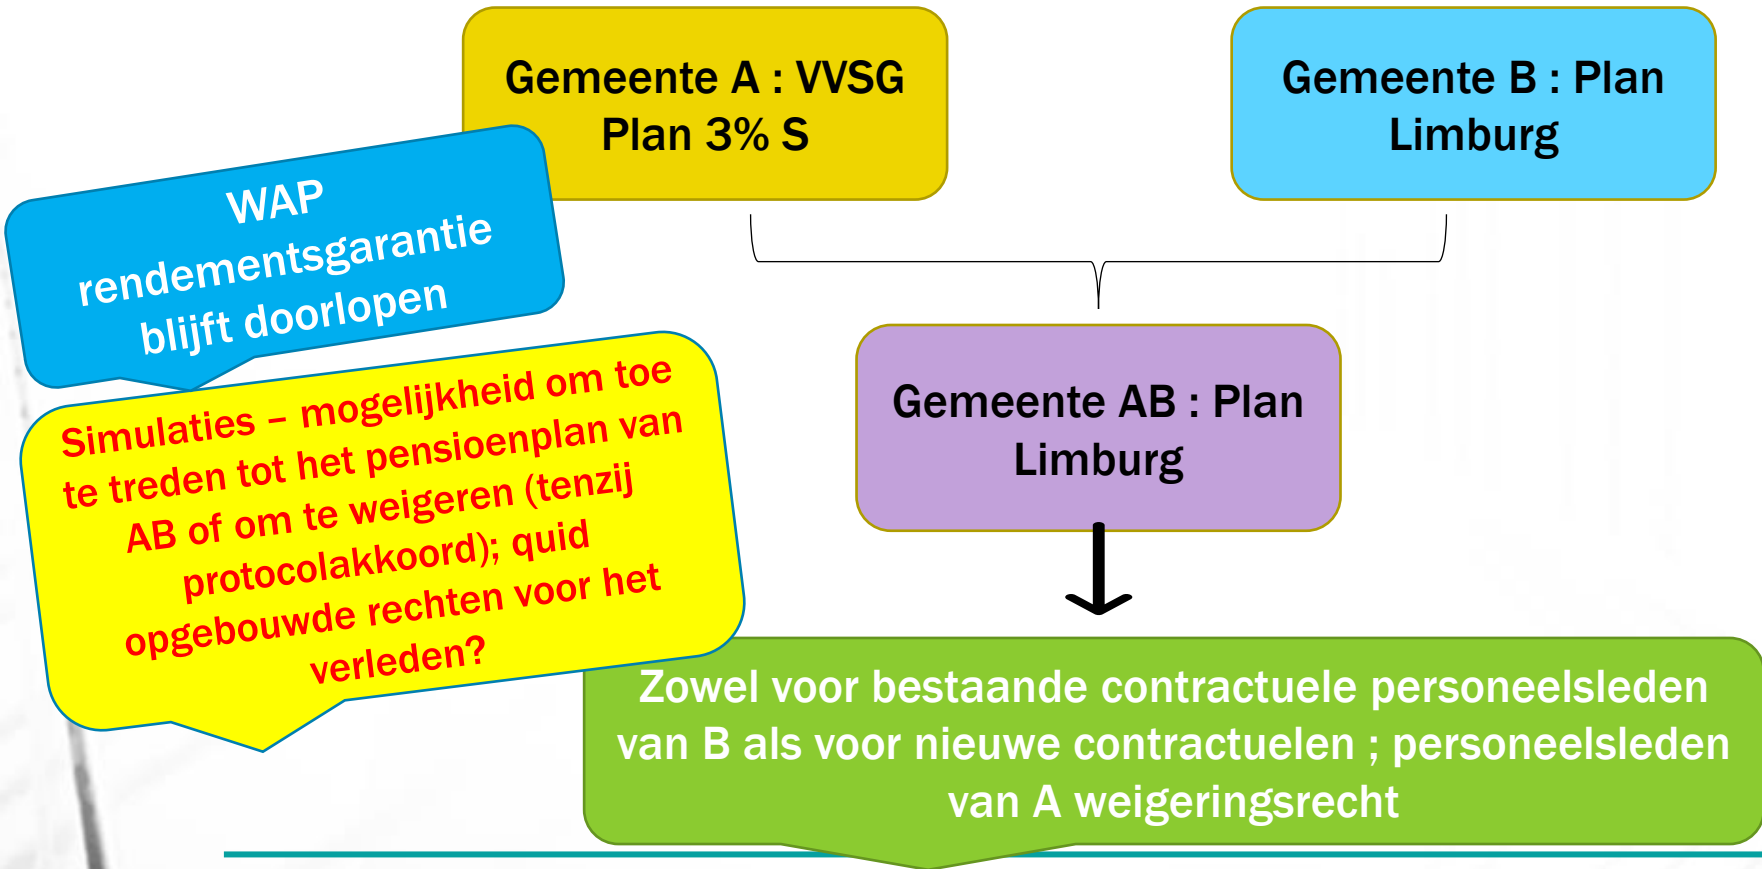 Gemeente A : VVSG
Plan 3% S
Gemeente B : Plan
Limburg
WAP
rendementsgarantie
blijft doorlopen
Gemeente AB : Plan
Limburg
Simulaties – mogelijkheid om toe
te treden tot het pensioenplan van
AB of om te weigeren (tenzij
protocolakkoord); quid
opgebouwde rechten voor het
verleden?
Zowel voor bestaande contractuele personeelsleden
van B als voor nieuwe contractuelen ; personeelsleden
van A weigeringsrecht